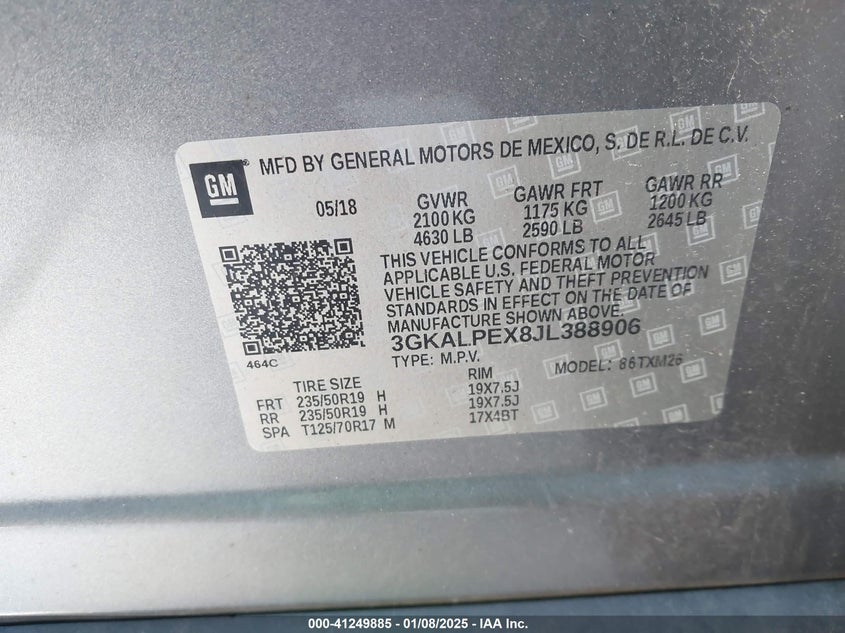 GM
MFD BY GENERAL MOTORS DE MEXICO, S. DE R.L. DE C.V.
05/18 GVWR GAWR FRT GAWR RR
2100 KG 1175 KG 1200 KG
4630 LB 2590 LB 2645 LB
THIS VEHICLE CONFORMS TO ALL
APPLICABLE U.S. FEDERAL MOTOR
VEHICLE SAFETY AND THEFT PREVENTION
STANDARDS IN EFFECT ON THE DATE OF
MANUFACTURE SHOWN ABOVE.
3GKALPEX8JL388906
464C TYPE: M.P.V. MODEL: 86TXM26
TIRE SIZE RIM
FRT 235/50R19 H 19X7.5J
RR 235/50R19 H 19X7.5J
SPA T125/70R17 M 17X4BT
000-41249885 - 01/08/2025 - IAA Inc.